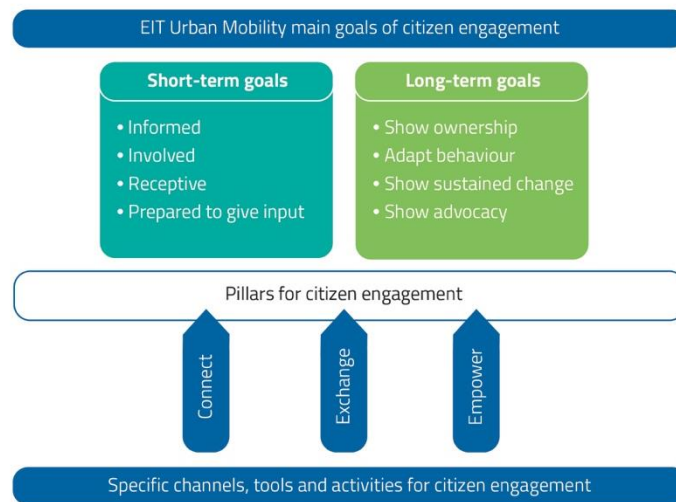 EIT Urban Mobility main goals of citizen engagement
Short-term goals
• Informed
• Involved
• Receptive
• Prepared to give input
Long-term goals
• Show ownership
• Adapt behaviour
• Show sustained change
• Show advocacy
Pillars for citizen engagement
Connect
Exchange
Empower
Specific channels, tools and activities for citizen engagement